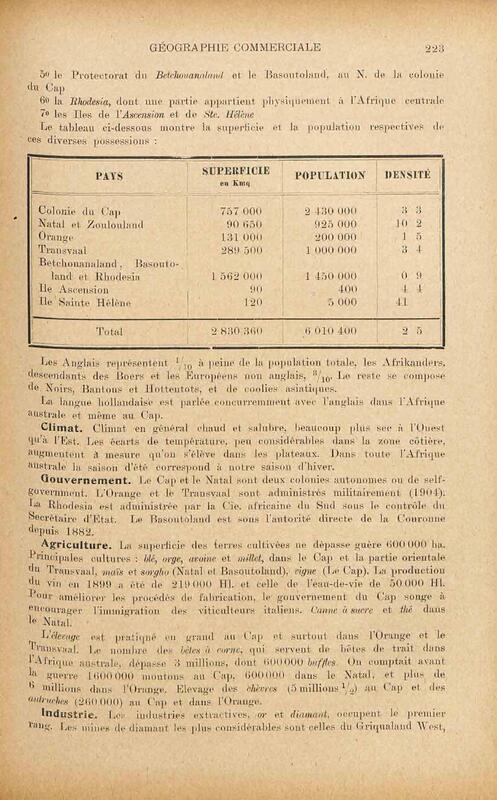 GÉOGRAPHIE COMMERCIALE 223
5º le Protectorat du Betchouanaland et le Basoutoland, au N. de la colonie
du Cap
6º la Rhodesia, dont une partie appartient physiquement à l'Afrique centrale
7º les Iles de l'Ascension et de Ste. Hélène
Le tableau ci-dessous montre la superficie et la population respectives de
ces diverses possessions :
PAYS SUPERFICIE en Kmq POPULATION DENSITÉ
Colonie du Cap 757 000 2 430 000 3 3
Natal et Zoulouland 90 650 925 000 10 2
Orange 131 000 200 000 1 5
Transvaal 289 500 1 000 000 3 4
Betchouanaland, Basouto-
land et Rhodesia 1 562 000 1 450 000 0 9
Ile Ascension 90 400 4 4
Ile Sainte Hélène 120 5 000 41
Total 2 830 360 6 010 400 2 5
Les Anglais représentent 1/10 à peine de la population totale, les Afrikanders,
descendants des Boers et les Européens non anglais, 3/10. Le reste se compose
de Noirs, Bantous et Hottentots, et de coolies asiatiques.
La langue hollandaise est parlée concurremment avec l'anglais dans l'Afrique
australe et même au Cap.
Climat. Climat en général chaud et salubre, beaucoup plus sec à l'Ouest
qu'à l'Est. Les écarts de température, peu considérables dans la zone côtière,
augmentent à mesure qu'on s'élève dans les plateaux. Dans toute l'Afrique
australe la saison d'été correspond à notre saison d'hiver.
Gouvernement. Le Cap et le Natal sont deux colonies autonomes ou de self-
government. L'Orange et le Transvaal sont administrés militairement (1904).
La Rhodesia est administrée par la Cie. africaine du Sud sous le contrôle du
Secrétaire d'Etat. Le Basoutoland est sous l'autorité directe de la Couronne
depuis 1882.
Agriculture. La superficie des terres cultivées ne dépasse guère 600 000 ha.
Principales cultures : blé, orge, avoine et millet, dans le Cap et la partie orientale
du Transvaal, maïs et sorgho (Natal et Basoutoland), vigne (Le Cap). La production
du vin en 1899 a été de 219 000 Hl. et celle de l'eau-de-vie de 50.000 Hl.
Pour améliorer les procédés de fabrication, le gouvernement du Cap songe à
encourager l'immigration des viticulteurs italiens. Canne à sucre et thé dans
le Natal.
L'élevage est pratiqué en grand au Cap et surtout dans l'Orange et le
Transvaal. Le nombre des bêtes à corne, qui servent de bêtes de trait dans
l'Afrique australe, dépasse 3 millions, dont 600 000 buffles. On comptait avant
la guerre 1 600 000 moutons au Cap, 600 000 dans le Natal, et plus de
6 millions dans l'Orange. Elevage des chèvres (5 millions 1/2) au Cap et des
autruches (260 000) au Cap et dans l'Orange.
Industrie. Les industries extractives, or et diamant, occupent le premier
rang. Les mines de diamant les plus considérables sont celles du Griqualand West,